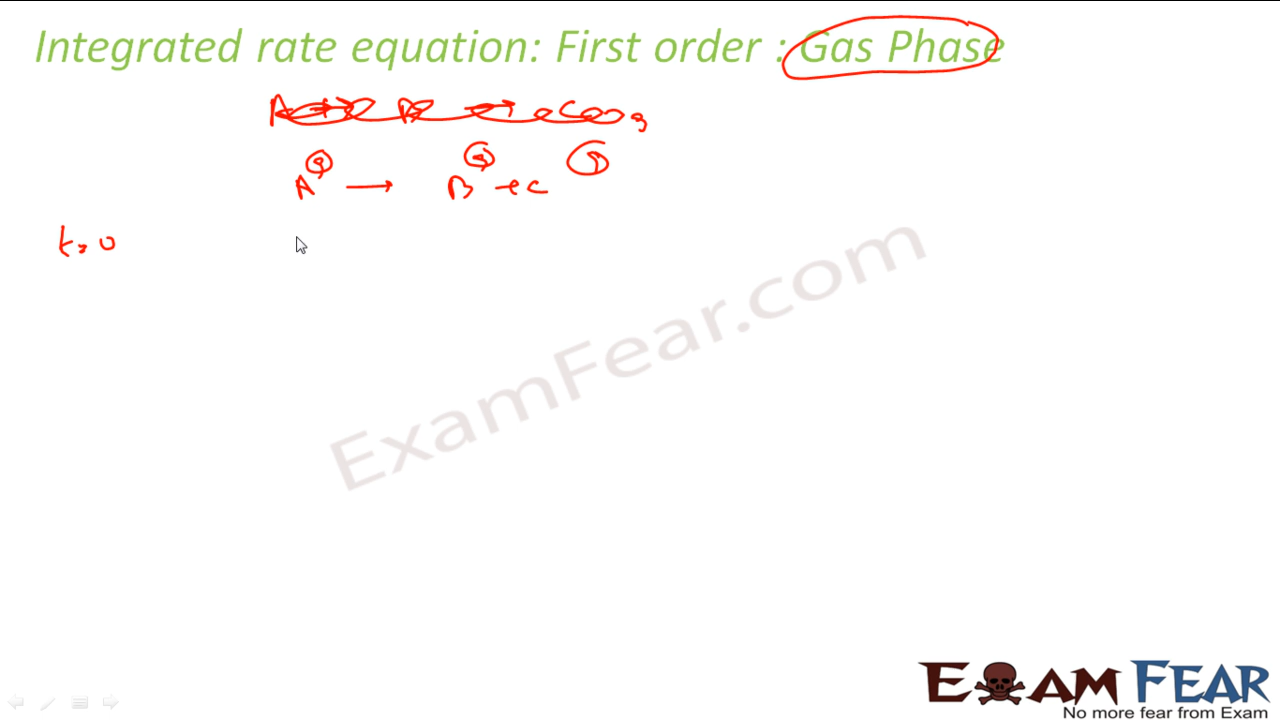 Integrated rate equation: First order : Gas Phase
(g) (g) (g)
A → B + C
t = 0
ExamFear.com
EXAM FEAR
No more fear from Exam